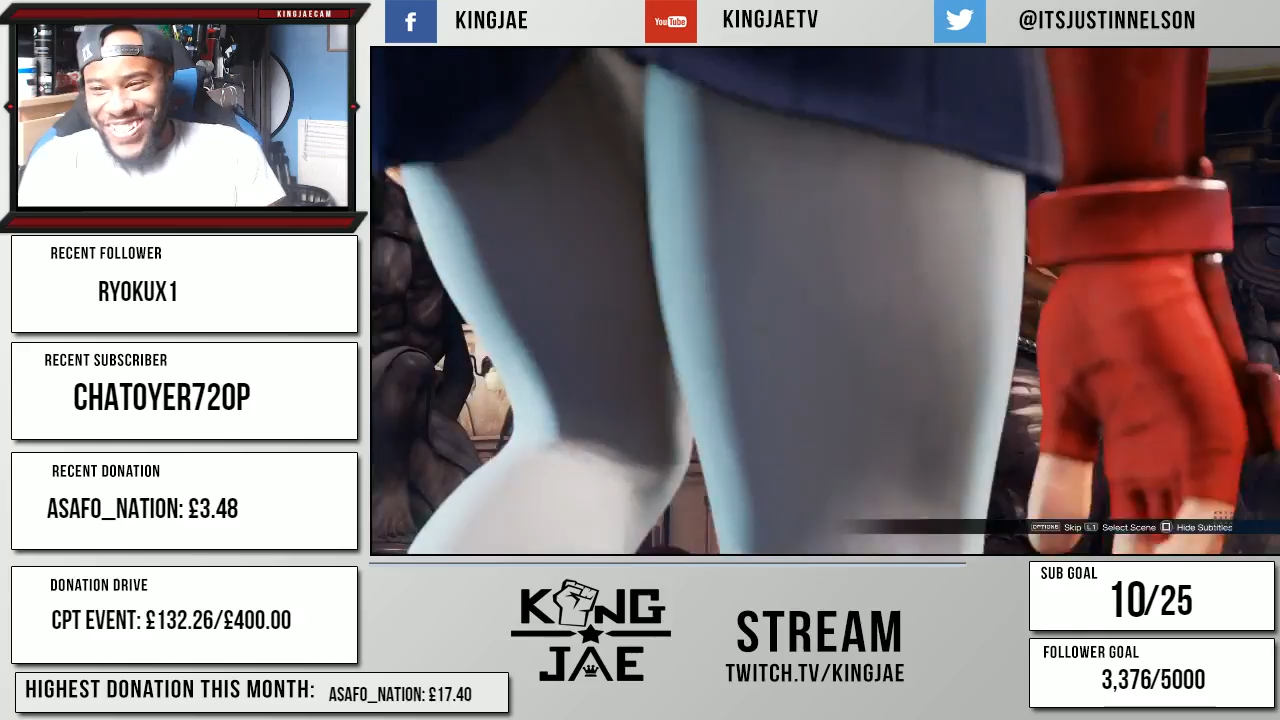 KINGJAECAM
KINGJAE
YouTube
KINGJAETV
@ITSJUSTINNELSON
RECENT FOLLOWER
RYOKUX1
RECENT SUBSCRIBER
CHATOYER720P
RECENT DONATION
ASAFO_NATION: £3.48
DONATION DRIVE
CPT EVENT: £132.26/£400.00
HIGHEST DONATION THIS MONTH: ASAFO_NATION: £17.40
OPTIONS Skip L1 Select Scene Hide Subtitles
KING
JAE
STREAM
TWITCH.TV/KINGJAE
SUB GOAL
10/25
FOLLOWER GOAL
3,376/5000